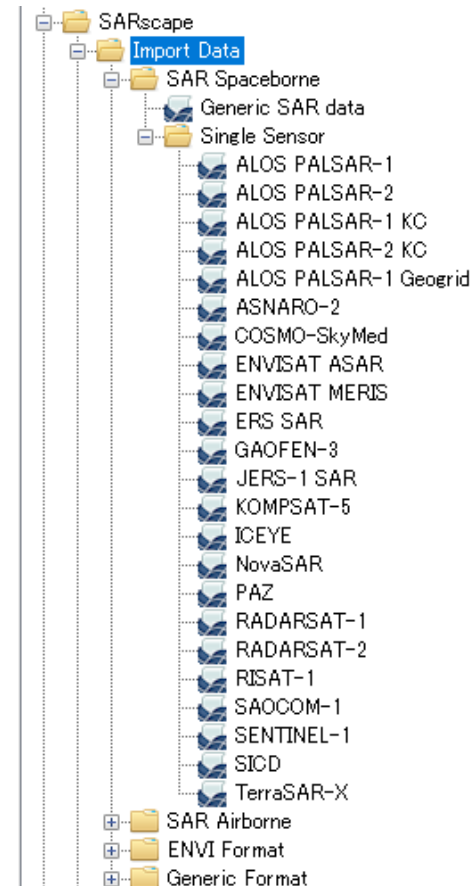 SARscape
Import Data
SAR Spaceborne
Generic SAR data
Single Sensor
ALOS PALSAR-1
ALOS PALSAR-2
ALOS PALSAR-1 KC
ALOS PALSAR-2 KC
ALOS PALSAR-1 Geogrid
ASNARO-2
COSMO-SkyMed
ENVISAT ASAR
ENVISAT MERIS
ERS SAR
GAOFEN-3
JERS-1 SAR
KOMPSAT-5
ICEYE
NovaSAR
PAZ
RADARSAT-1
RADARSAT-2
RISAT-1
SAOCOM-1
SENTINEL-1
SICD
TerraSAR-X
SAR Airborne
ENVI Format
Generic Format